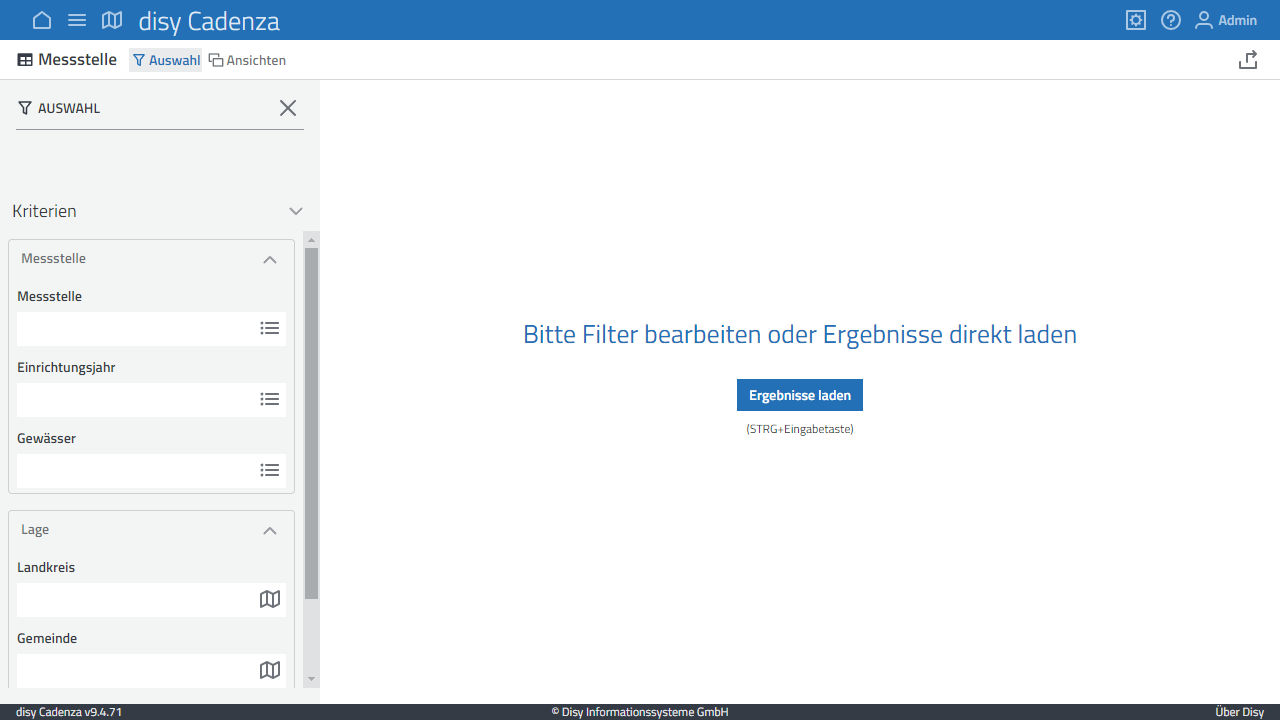 disy Cadenza
Admin
Messstelle
Auswahl
Ansichten
AUSWAHL
Kriterien
Messstelle
Messstelle
Einrichtungsjahr
Gewässer
Lage
Landkreis
Gemeinde
Bitte Filter bearbeiten oder Ergebnisse direkt laden
Ergebnisse laden
(STRG+Eingabetaste)
disy Cadenza v9.4.71
© Disy Informationssysteme GmbH
Über Disy